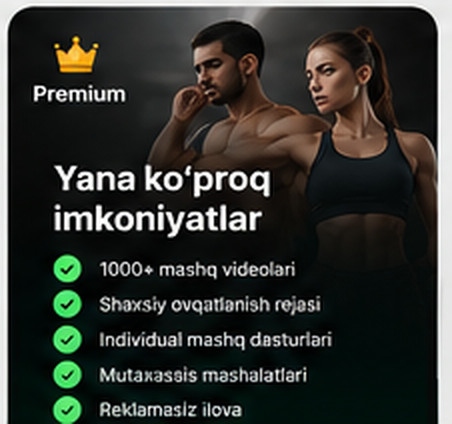 Premium
Yana ko‘proq
imkoniyatlar
1000+ mashq videolari
Shaxsiy ovqatlanish rejasi
Individual mashq dasturlari
Mutaxassis mashalatlari
Reklamasiz ilova